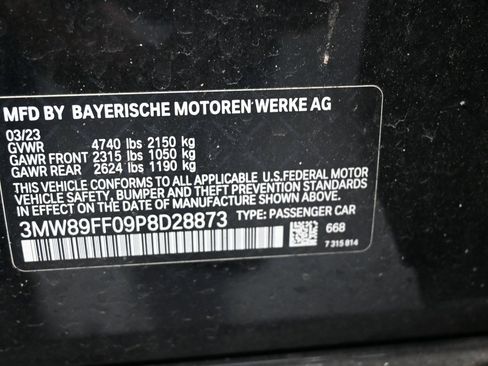 MFD BY BAYERISCHE MOTOREN WERKE AG
03/23
GVWR 4740 lbs 2150 kg
GAWR FRONT 2315 lbs 1050 kg
GAWR REAR 2624 lbs 1190 kg
THIS VEHICLE CONFORMS TO ALL APPLICABLE U.S.FEDERAL MOTOR
VEHICLE SAFETY, BUMPER AND THEFT PREVENTION STANDARDS
IN EFFECT ON THE DATE OF MANUFACTURE SHOWN ABOVE.
3MW89FF09P8D28873 TYPE: PASSENGER CAR
668
7 315 814